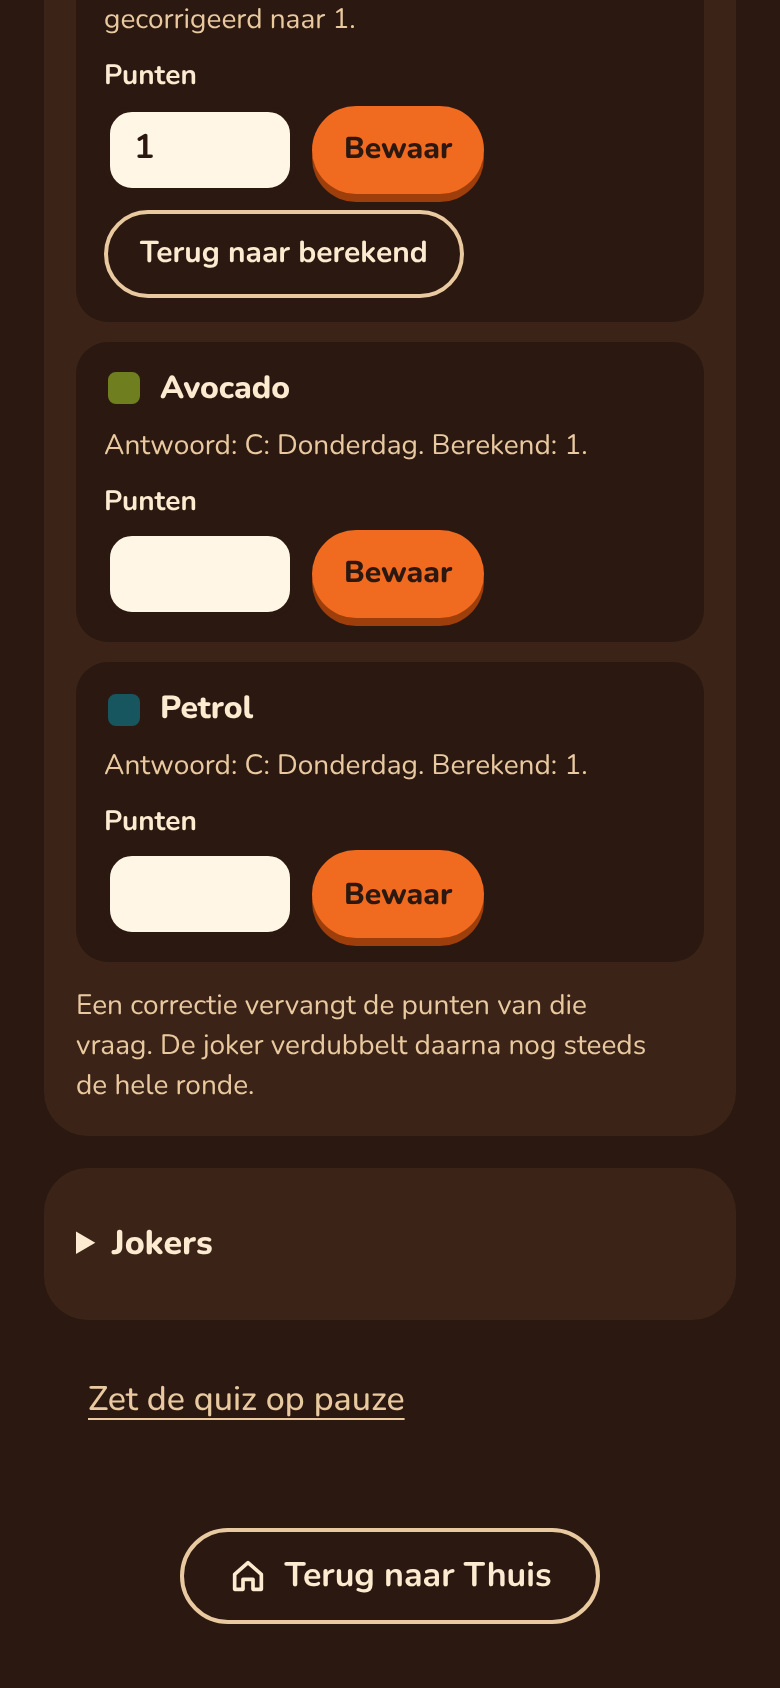 gecorrigeerd naar 1.
Punten
1
Bewaar
Terug naar berekend
Avocado
Antwoord: C: Donderdag. Berekend: 1.
Punten
Bewaar
Petrol
Antwoord: C: Donderdag. Berekend: 1.
Punten
Bewaar
Een correctie vervangt de punten van die
vraag. De joker verdubbelt daarna nog steeds
de hele ronde.
Jokers
Zet de quiz op pauze
Terug naar Thuis